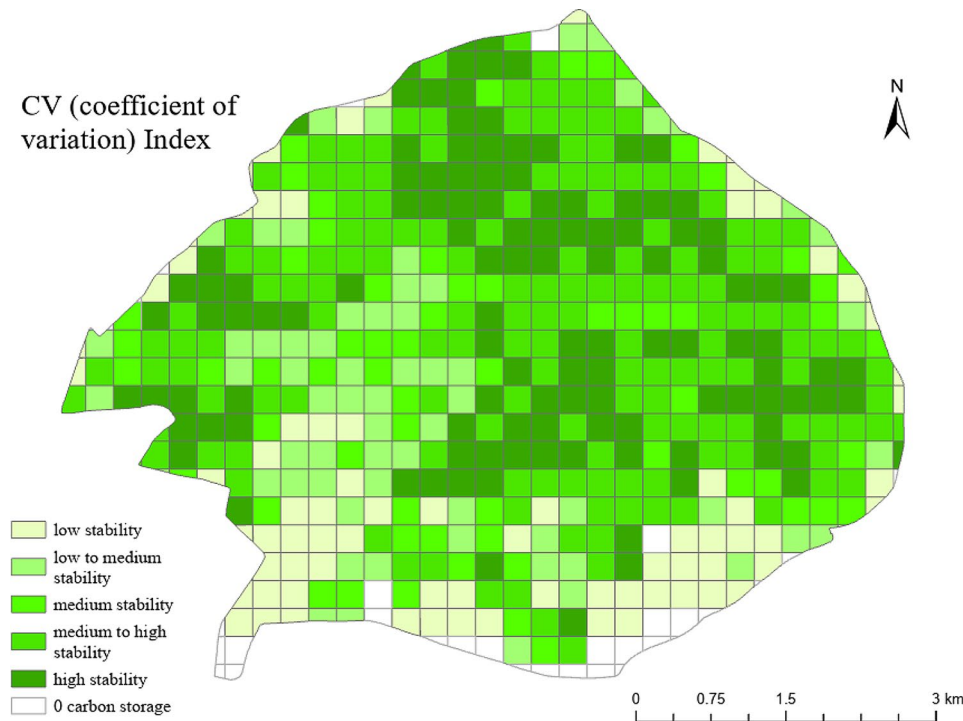 CV (coefficient of
variation) Index
N
low stability
low to medium
stability
medium stability
medium to high
stability
high stability
0 carbon storage
0 0.75 1.5 3 km